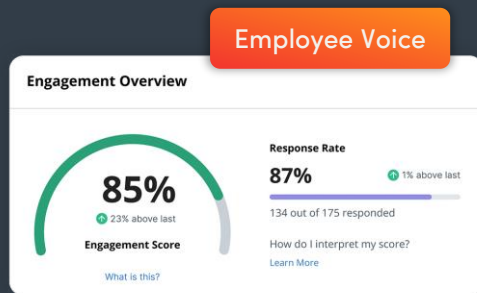 Employee Voice
Engagement Overview
85%
23% above last
Engagement Score
What is this?
Response Rate
87%
1% above last
134 out of 175 responded
How do I interpret my score?
Learn More